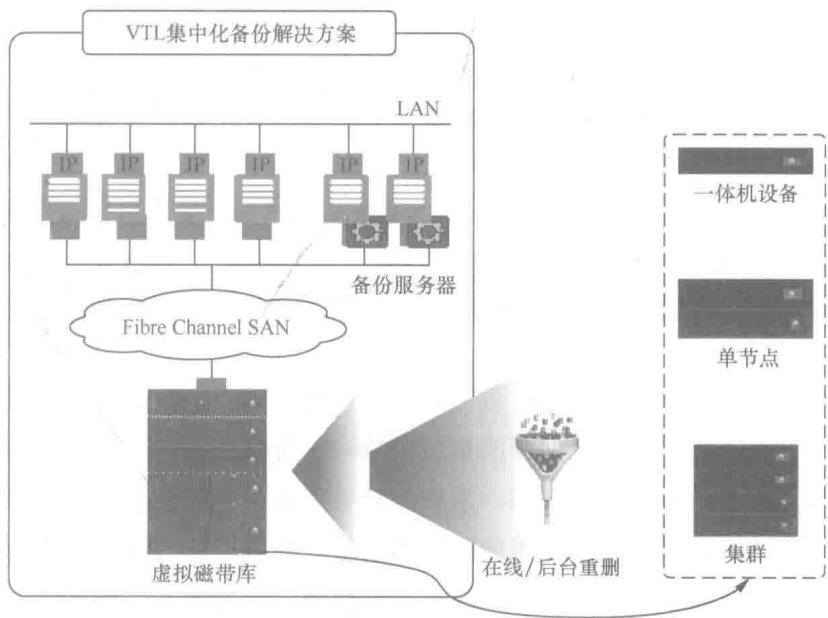 VTL集中化备份解决方案
LAN
IP IP IP IP IP IP
备份服务器
Fibre Channel SAN
虚拟磁带库
在线/后台重删
一体机设备
单节点
集群